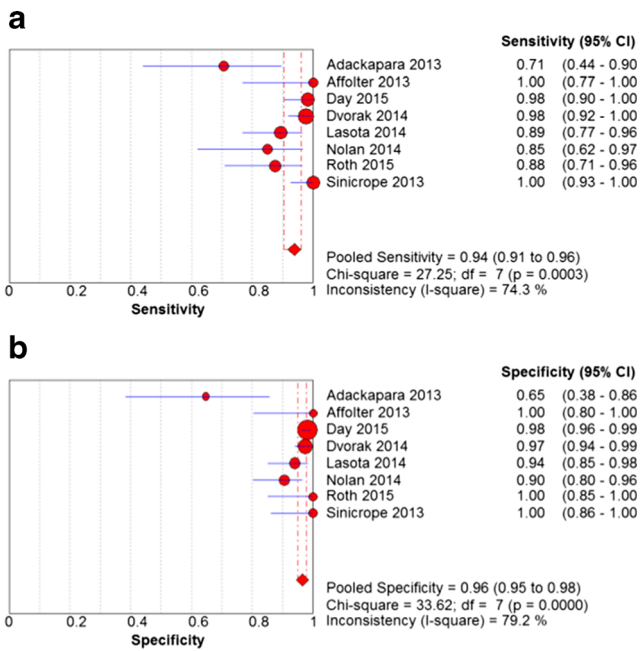 a
Sensitivity (95% CI)
Adackapara 2013 0.71 (0.44 - 0.90
Affolter 2013 1.00 (0.77 - 1.00
Day 2015 0.98 (0.90 - 1.00
Dvorak 2014 0.98 (0.92 - 1.00
Lasota 2014 0.89 (0.77 - 0.96
Nolan 2014 0.85 (0.62 - 0.97
Roth 2015 0.88 (0.71 - 0.96
Sinicrope 2013 1.00 (0.93 - 1.00
Pooled Sensitivity = 0.94 (0.91 to 0.96)
Chi-square = 27.25; df = 7 (p = 0.0003)
Inconsistency (I-square) = 74.3 %
0 0.2 0.4 0.6 0.8 1
Sensitivity
b
Specificity (95% CI)
Adackapara 2013 0.65 (0.38 - 0.86
Affolter 2013 1.00 (0.80 - 1.00
Day 2015 0.98 (0.96 - 0.99
Dvorak 2014 0.97 (0.94 - 0.99
Lasota 2014 0.94 (0.85 - 0.98
Nolan 2014 0.90 (0.80 - 0.96
Roth 2015 1.00 (0.85 - 1.00
Sinicrope 2013 1.00 (0.86 - 1.00
Pooled Specificity = 0.96 (0.95 to 0.98)
Chi-square = 33.62; df = 7 (p = 0.0000)
Inconsistency (I-square) = 79.2 %
0 0.2 0.4 0.6 0.8 1
Specificity